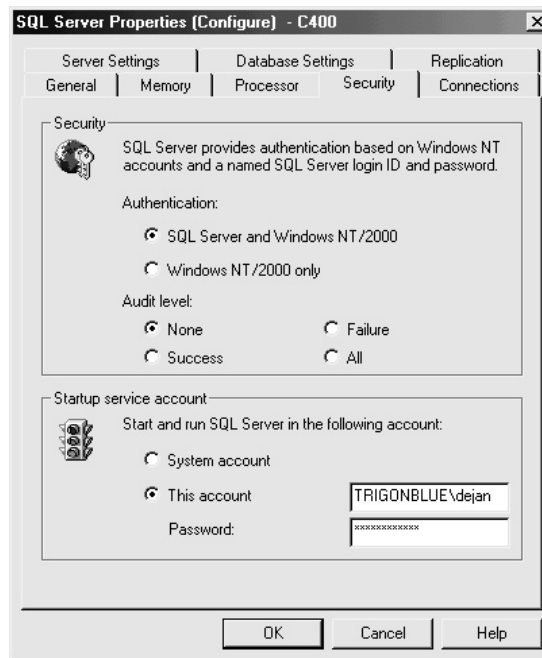 SQL Server Properties (Configure) - C400
Server Settings
Database Settings
Replication
General
Memory
Processor
Security
Connections
Security
SQL Server provides authentication based on Windows NT
accounts and a named SQL Server login ID and password.
Authentication:
SQL Server and Windows NT/2000
Windows NT/2000 only
Audit level:
None
Failure
Success
All
Startup service account
Start and run SQL Server in the following account:
System account
This account
TRIGONBLUE\dejan
Password:
************
OK
Cancel
Help